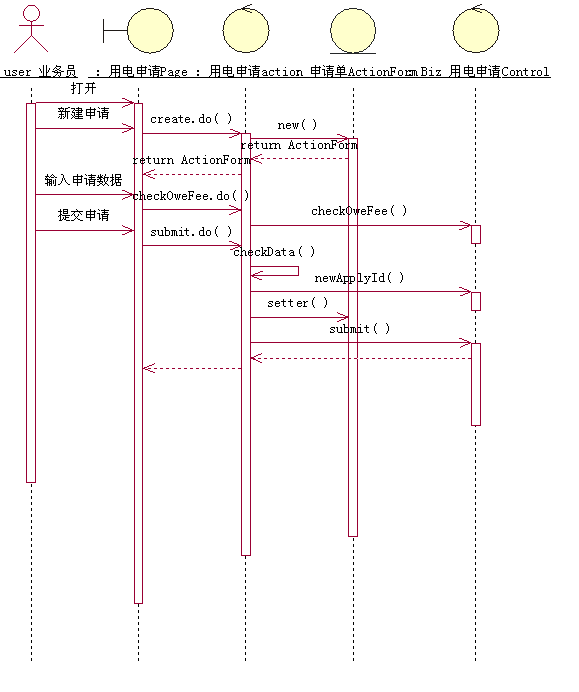 user 业务员 : 用电申请Page : 用电申请action 申请单ActionForm Biz 用电申请Control
打开
新建申请
create.do( )
new( )
return ActionForm
return ActionForm
输入申请数据
checkOweFee.do( )
checkOweFee( )
提交申请
submit.do( )
checkData( )
newApplyId( )
setter( )
submit( )